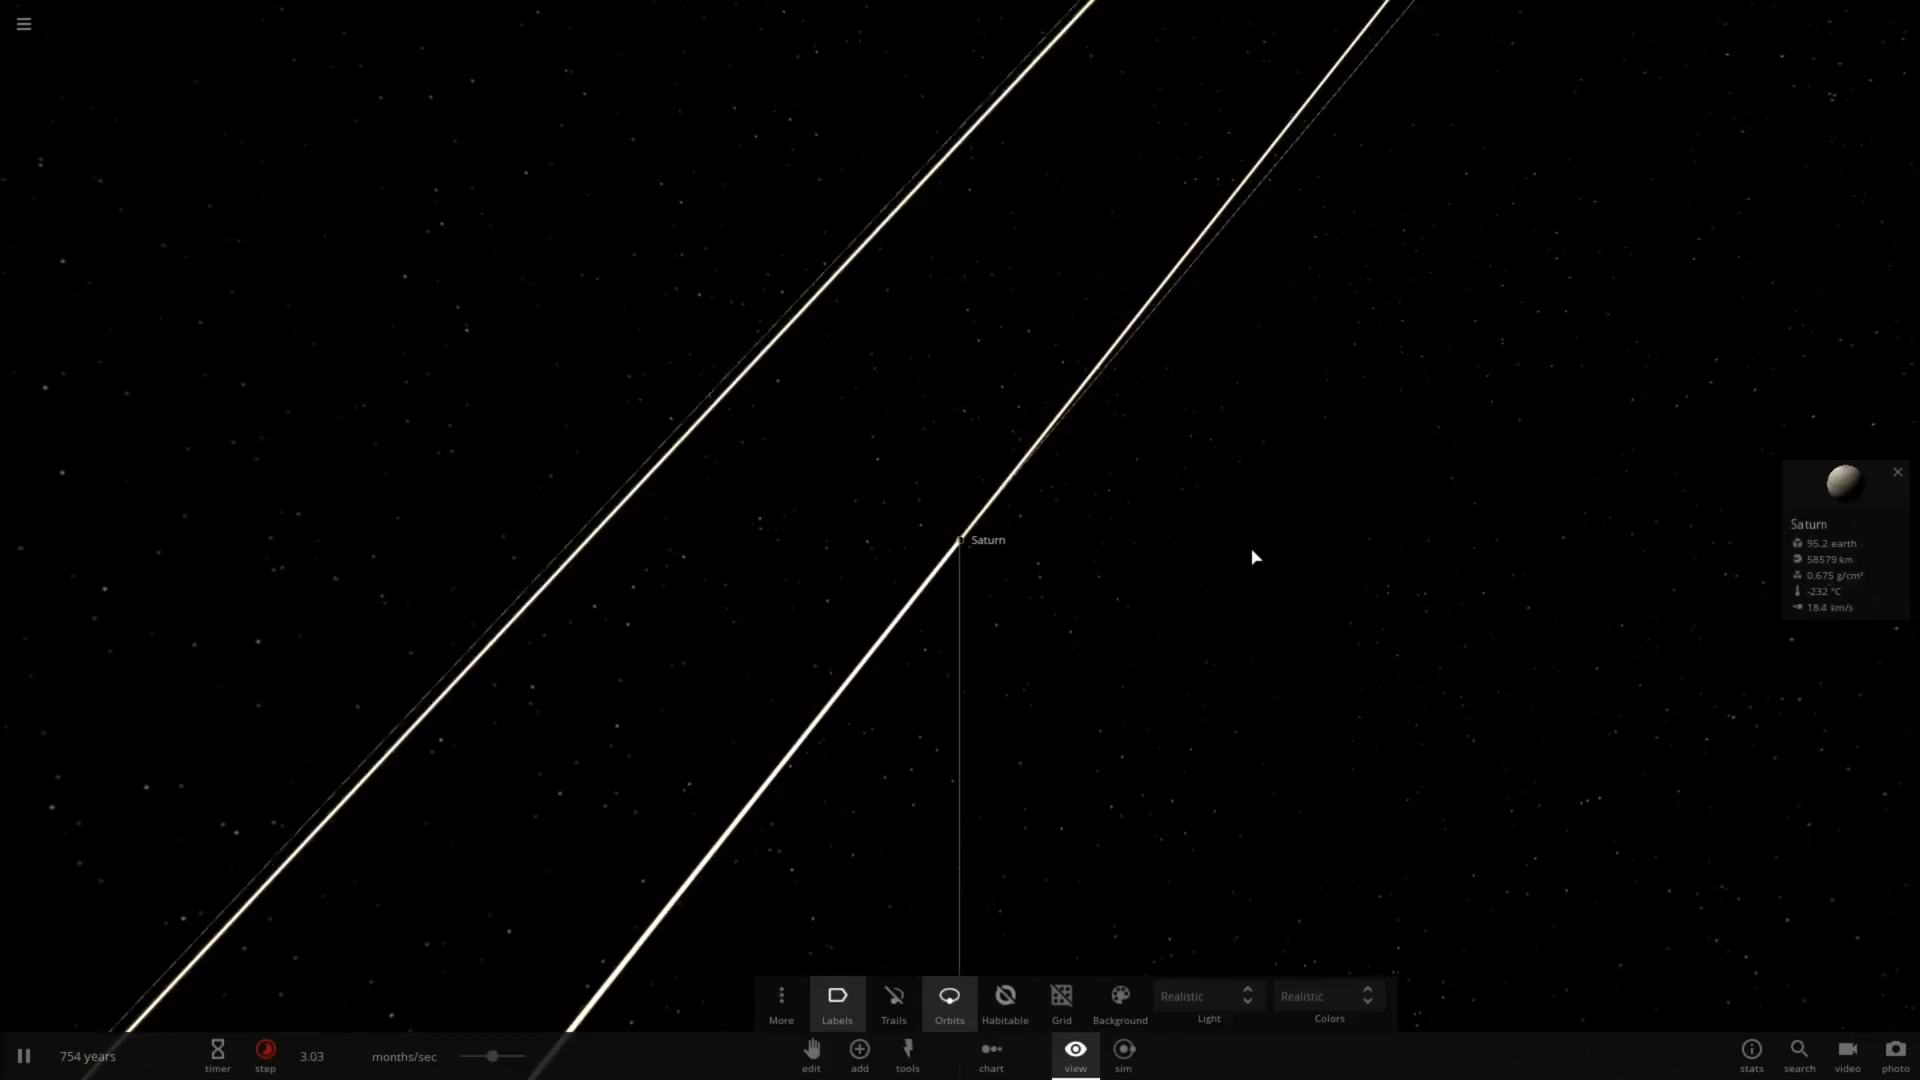 Saturn
Saturn
95.2 earth
58579 km
0.675 g/cm³
-232 °C
18.4 km/s
More
Labels
Trails
Orbits
Habitable
Grid
Background
Realistic
Light
Realistic
Colors
754 years
timer
step
3.03
months/sec
edit
add
tools
chart
view
sim
stats
search
video
photo